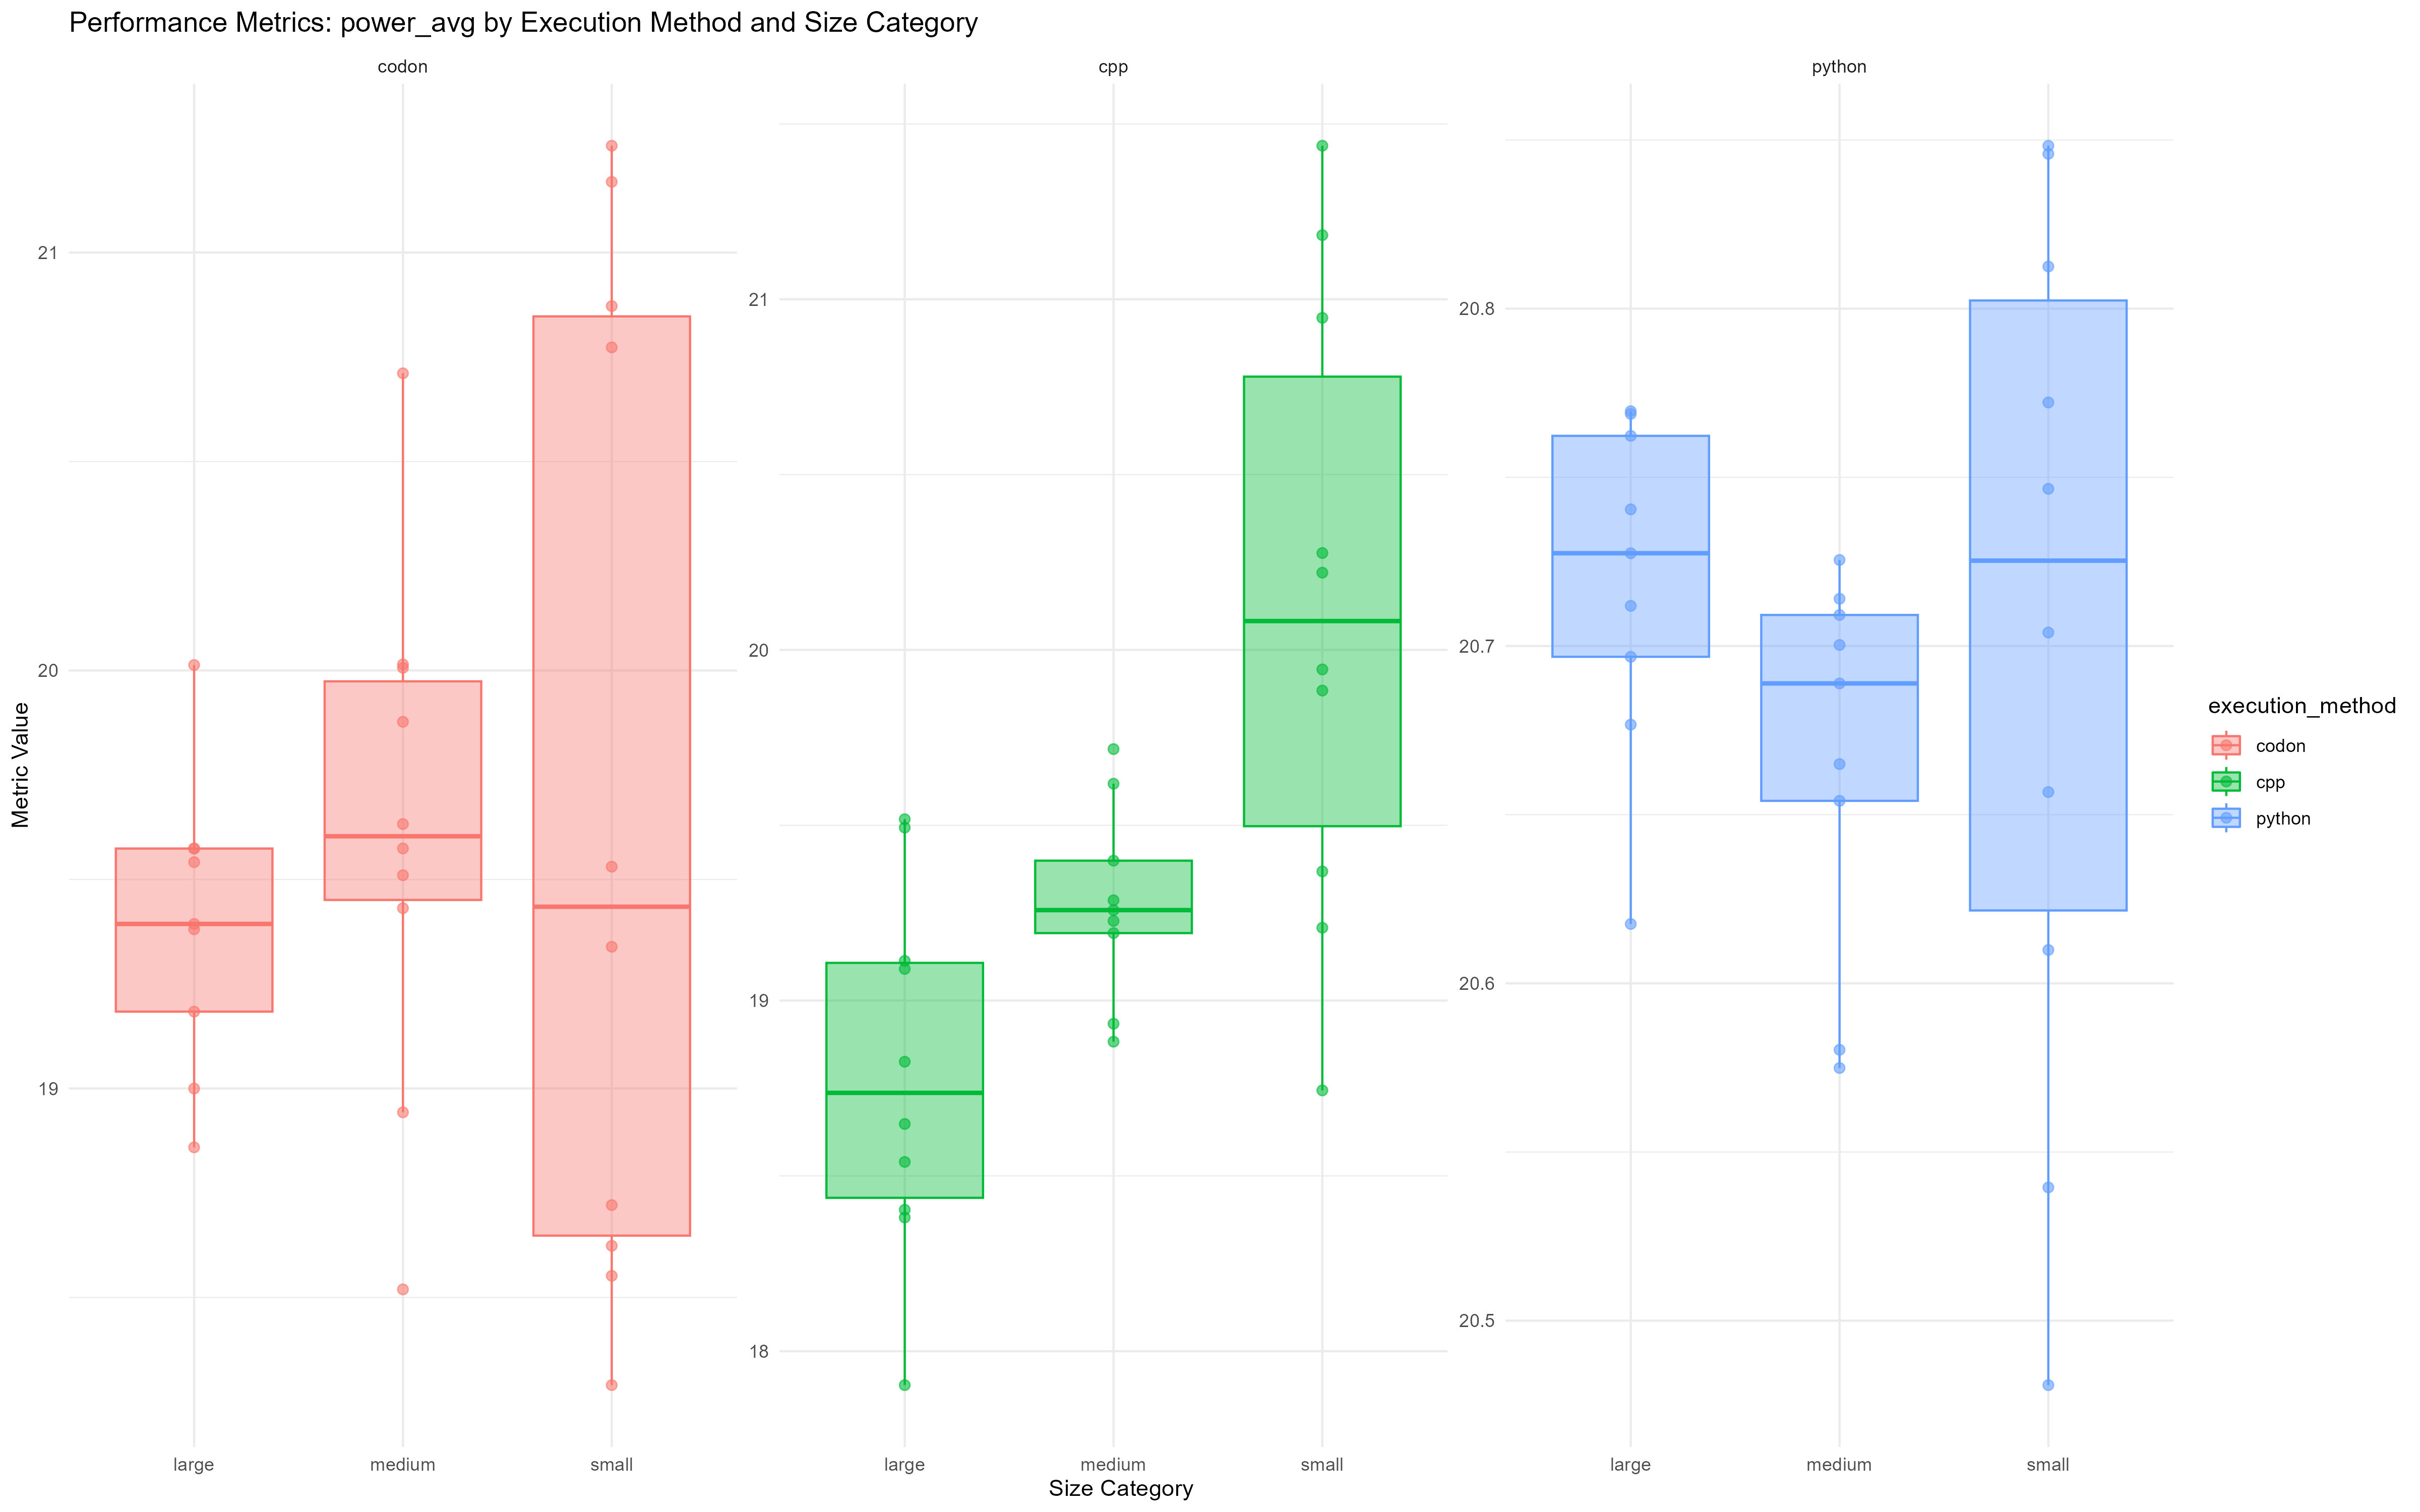 Performance Metrics: power_avg by Execution Method and Size Category
codon
cpp
python
Metric Value
21
20
19
21
20
19
18
20.8
20.7
20.6
20.5
large
medium
small
large
medium
small
large
medium
small
Size Category
execution_method
codon
cpp
python